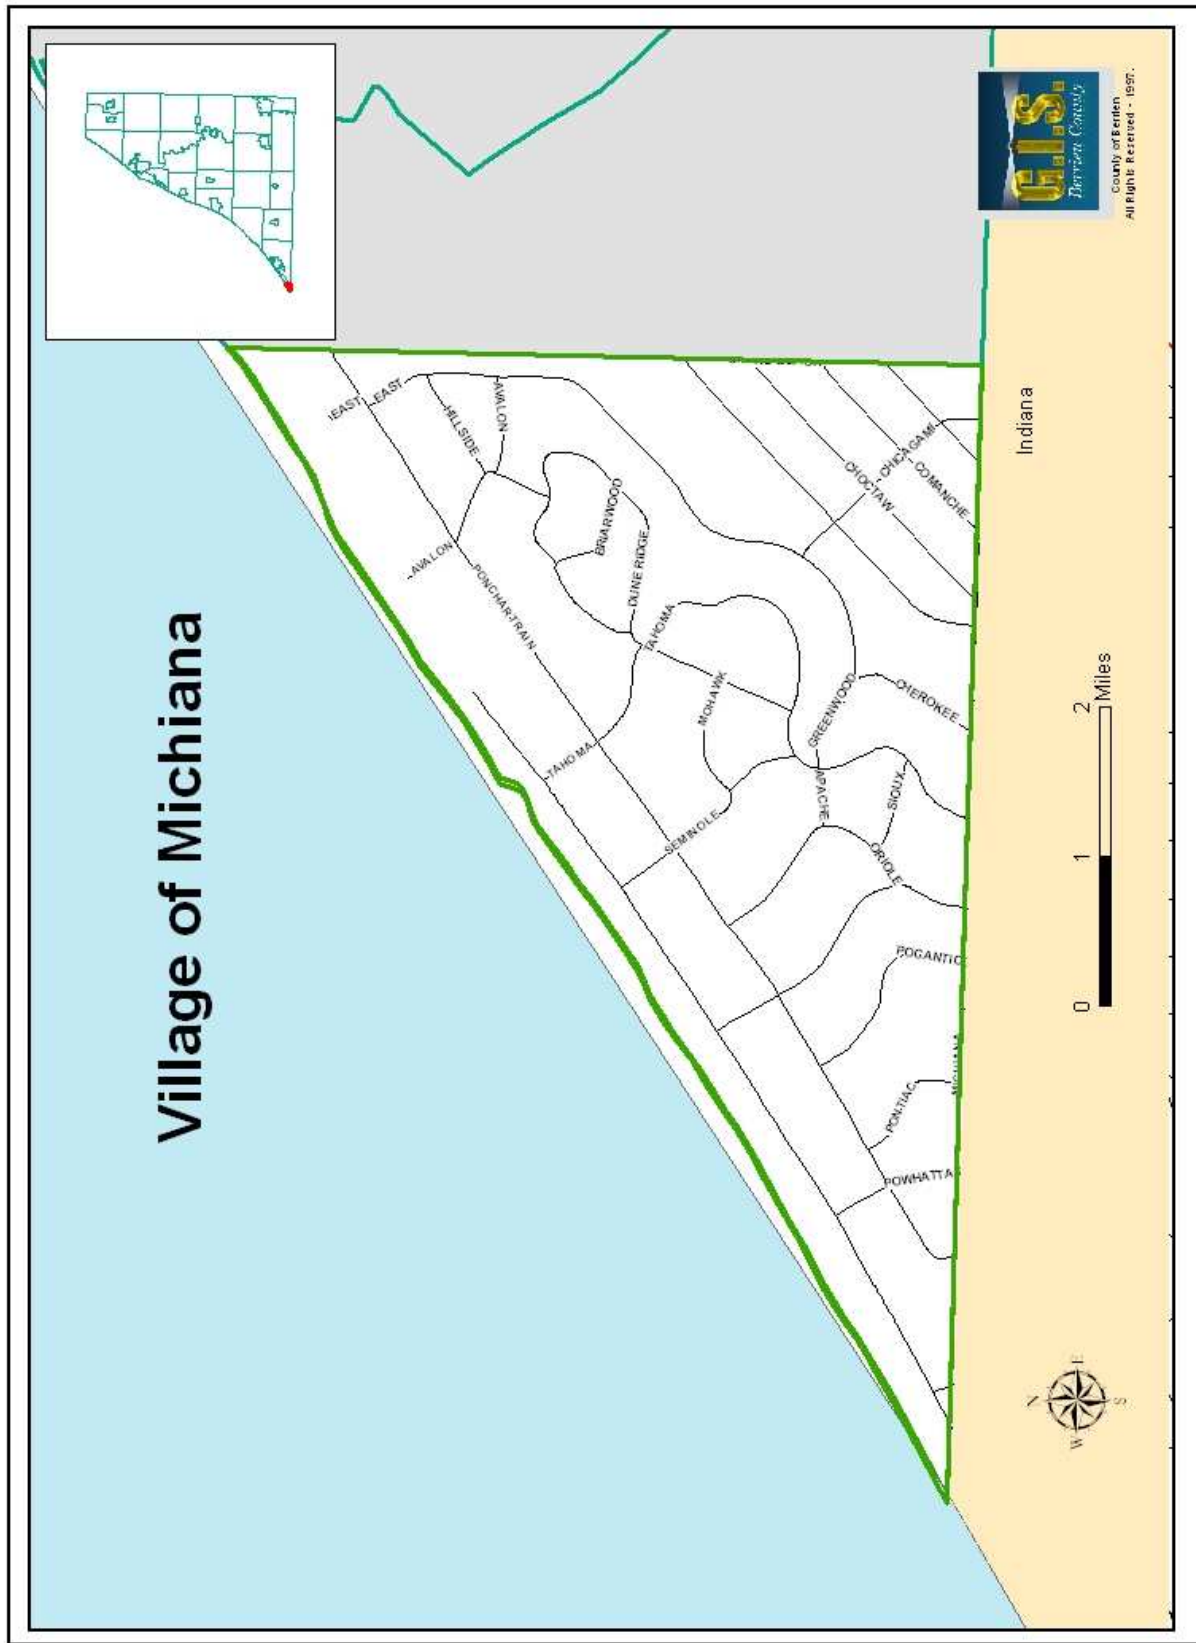 Village of Michiana
EAST
EAST
HILLSIDE
AVALON
AVALON
PONCHARTRAIN
BRIARWOOD
DUNE RIDGE
TAHOMA
TAHOMA
MOHAWK
SEMINOLE
GREENWOOD
APACHE
CHEROKEE
SIOUX
ORIOLE
CHICAGAMI
CHOCTAW
COMANCHE
POCANTIC
PONTIAC
POWHATTA
MICHIANA
Indiana
G.I.S.
Berrien County
County of Berrien
All Rights Reserved - 1997.
0 1 2
Miles
N
W E
S